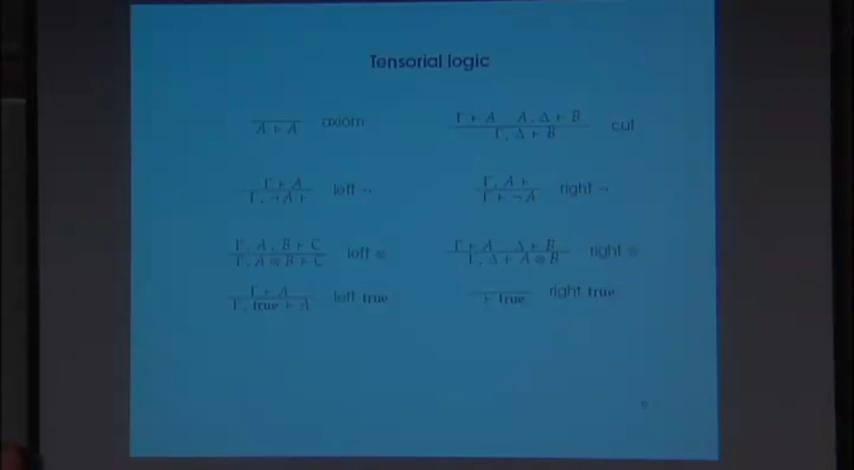 Tensorial logic
A ⊢ A axiom
Γ ⊢ A A, Δ ⊢ B
Γ, Δ ⊢ B
cut
Γ ⊢ A
Γ, ¬A ⊢
left ¬
Γ, A ⊢
Γ ⊢ ¬A
right ¬
Γ, A, B ⊢ C
Γ, A ⊗ B ⊢ C
left ⊗
Γ ⊢ A Δ ⊢ B
Γ, Δ ⊢ A ⊗ B
right ⊗
Γ ⊢ A
Γ, true ⊢ A
left true
⊢ true
right true